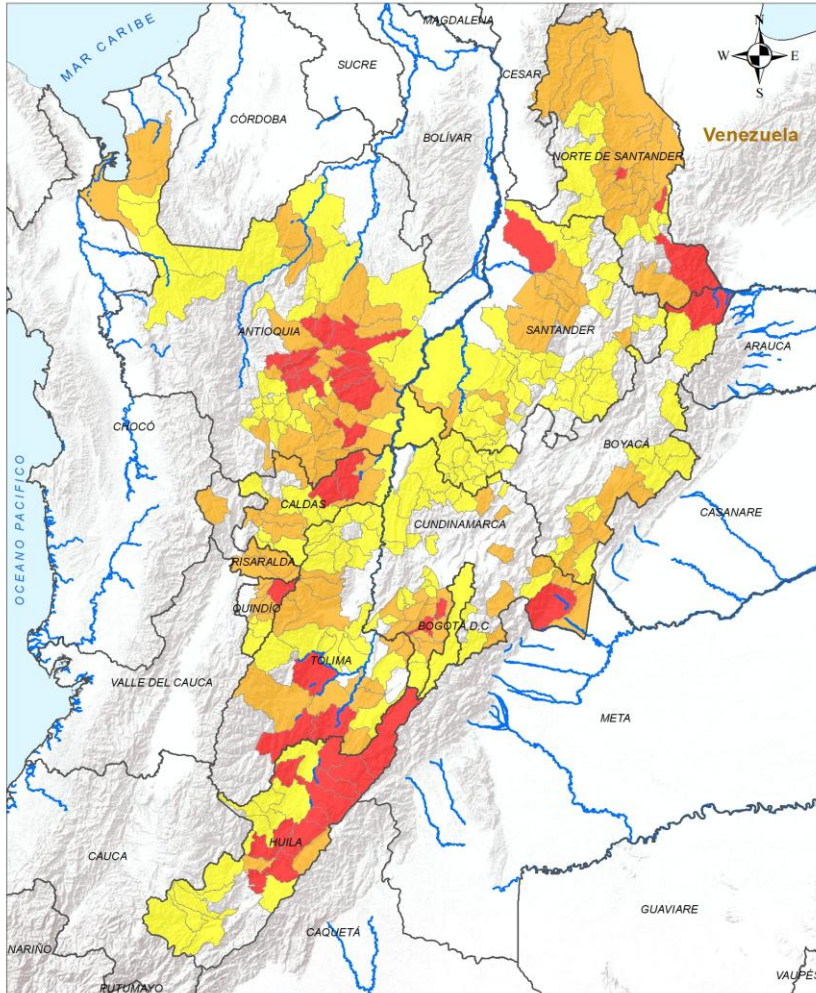 MAGDALENA
MAR CARIBE
N
SUCRE
CESAR
W
E
S
CÓRDOBA
BOLÍVAR
Venezuela
NORTE DE SANTANDER
ANTIOQUIA
SANTANDER
ARAUCA
CHOCÓ
BOYACÁ
OCEANO PACIFICO
CALDAS
CASANARE
CUNDINAMARCA
RISARALDA
QUINDÍO
BOGOTÁ D.C
TOLIMA
VALLE DEL CAUCA
META
HUILA
CAUCA
GUAVIARE
CAQUETÁ
NARIÑO
VAUPÉS
PUTUMAYO